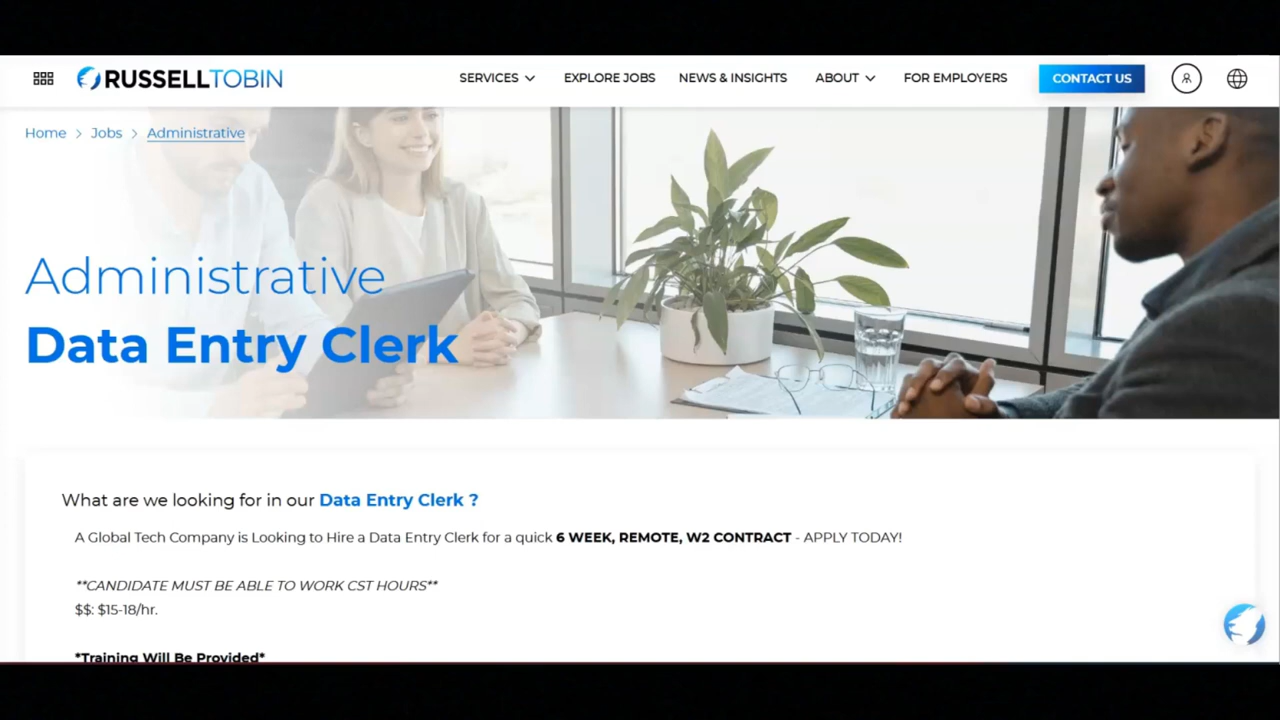 RUSSELLTOBIN
SERVICES
EXPLORE JOBS
NEWS & INSIGHTS
ABOUT
FOR EMPLOYERS
CONTACT US
Home > Jobs > Administrative
Administrative
Data Entry Clerk
What are we looking for in our Data Entry Clerk ?
A Global Tech Company is Looking to Hire a Data Entry Clerk for a quick 6 WEEK, REMOTE, W2 CONTRACT - APPLY TODAY!
**CANDIDATE MUST BE ABLE TO WORK CST HOURS**
$$: $15-18/hr.
*Training Will Be Provided*